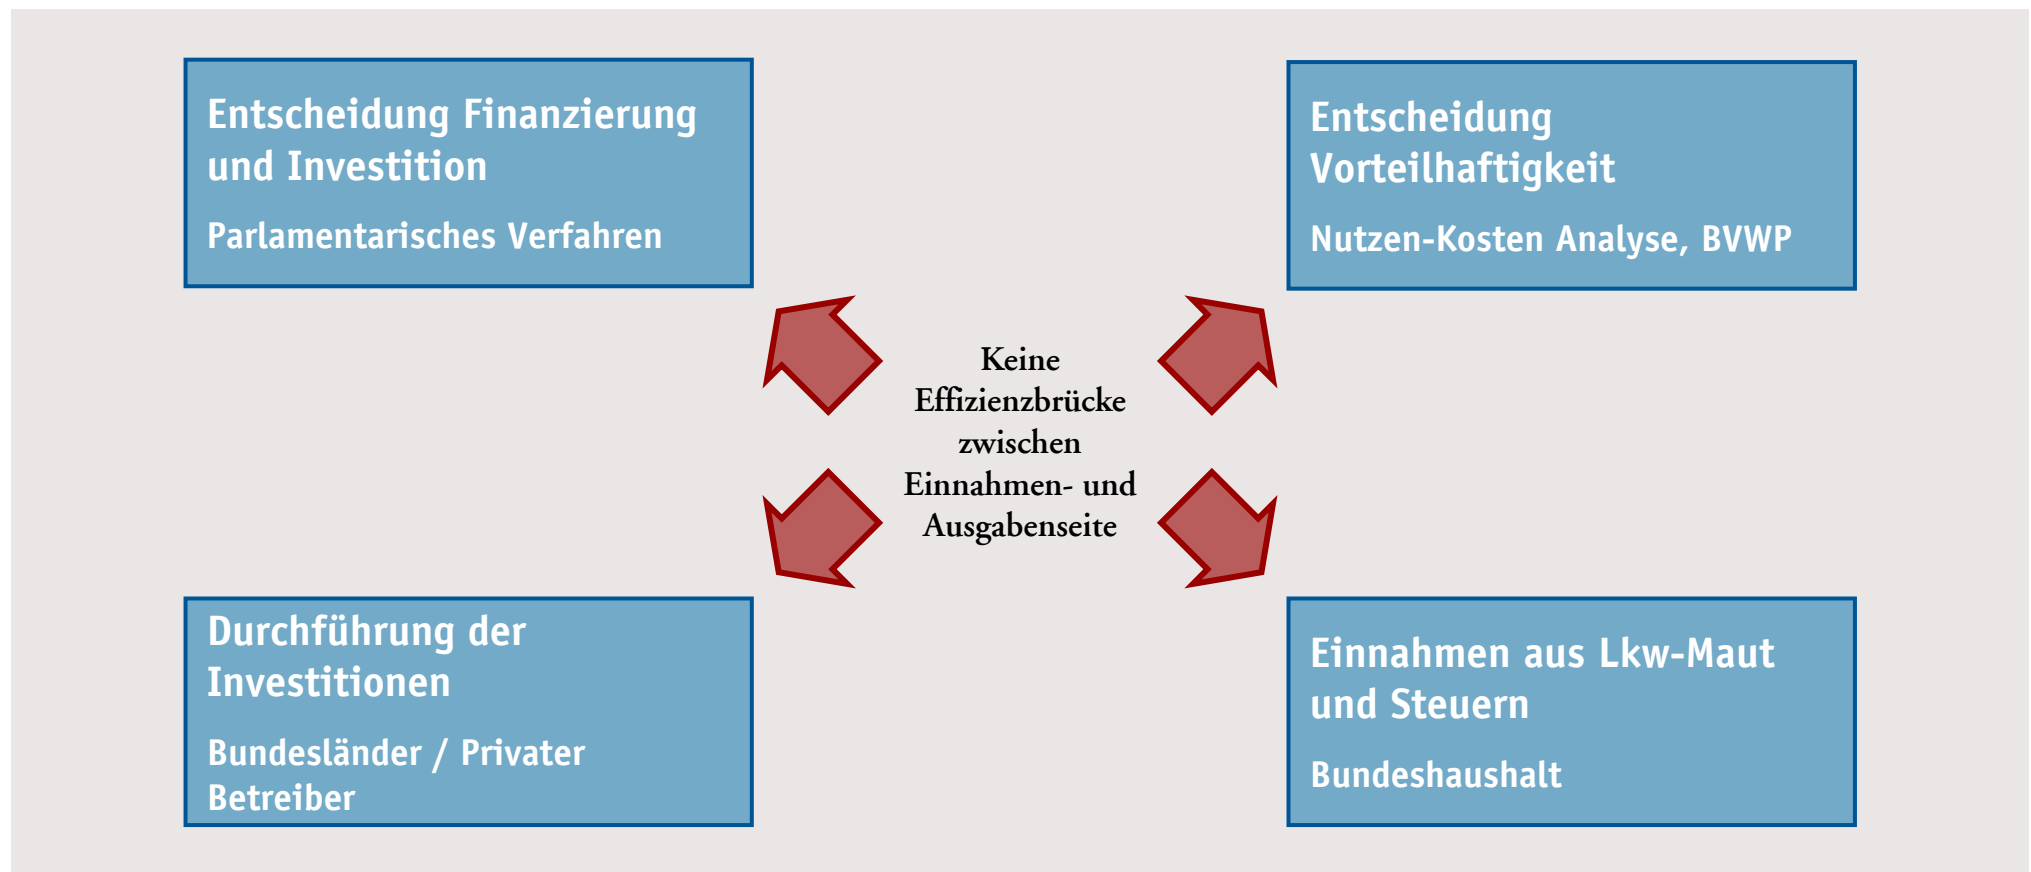 Entscheidung Finanzierung
und Investition
Parlamentarisches Verfahren
Entscheidung
Vorteilhaftigkeit
Nutzen-Kosten Analyse, BVWP
Keine
Effizienzbrücke
zwischen
Einnahmen- und
Ausgabenseite
Durchführung der
Investitionen
Bundesländer / Privater
Betreiber
Einnahmen aus Lkw-Maut
und Steuern
Bundeshaushalt